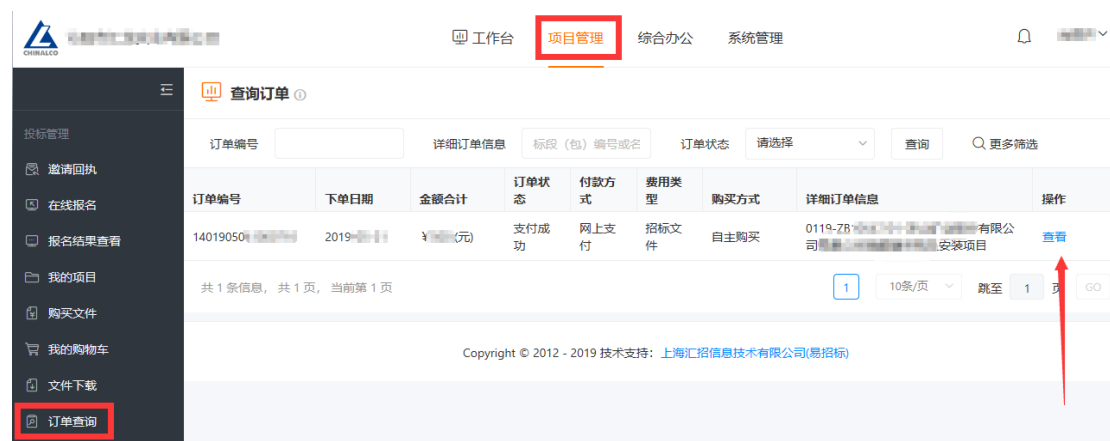 CHINALCO
工作台
项目管理
综合办公
系统管理
查询订单
投标管理
邀请回执
在线报名
报名结果查看
我的项目
购买文件
我的购物车
文件下载
订单查询
订单编号
详细订单信息 标段（包）编号或名
订单状态 请选择
查询
更多筛选
订单编号 下单日期 金额合计 订单状态 付款方式 费用类型 购买方式 详细订单信息 操作
14019050 2019 ¥ (元) 支付成功 网上支付 招标文件 自主购买 0119-ZB 有限公
司 安装项目 查看
共 1 条信息， 共 1 页， 当前第 1 页
1 10条/页 跳至 1 页 GO
Copyright © 2012 - 2019 技术支持：上海汇招信息技术有限公司(易招标)